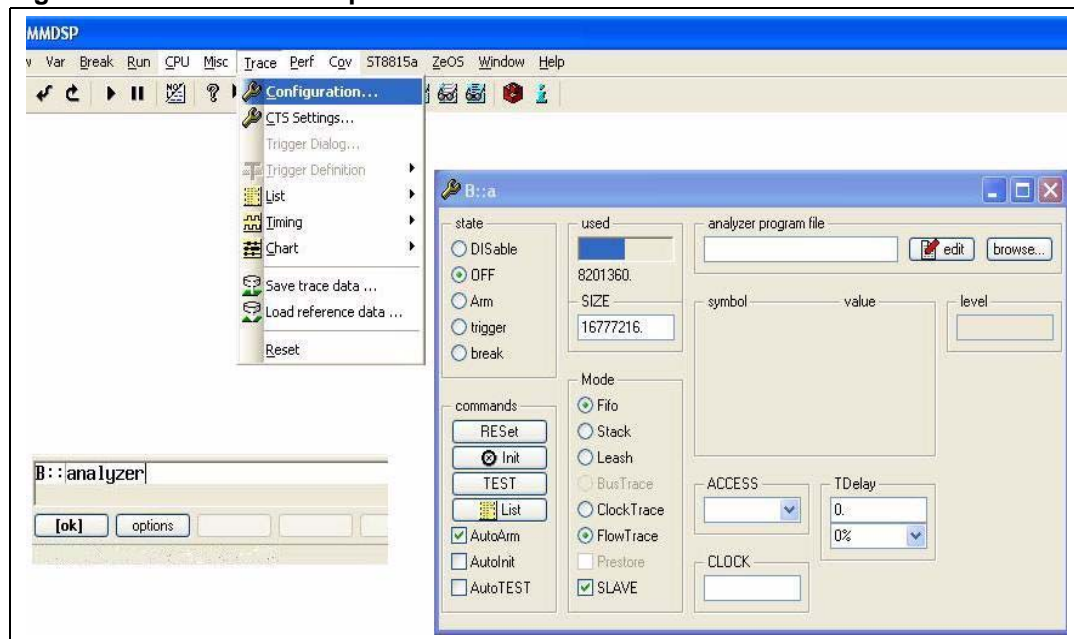 MMDSP
Var Break Run CPU Misc Trace Perf Cov ST8815a ZeOS Window Help
Configuration...
CTS Settings...
Trigger Dialog...
Trigger Definition
List
Timing
Chart
Save trace data ...
Load reference data ...
Reset
B::analyzer
[ok] options
B::a
state
DISable
OFF
Arm
trigger
break
used
8201360.
SIZE
16777216.
analyzer program file
edit browse...
symbol value level
commands
RESet
Init
TEST
List
AutoArm
AutoInit
AutoTEST
Mode
Fifo
Stack
Leash
BusTrace
ClockTrace
FlowTrace
Prestore
SLAVE
ACCESS
TDelay
0.
0%
CLOCK